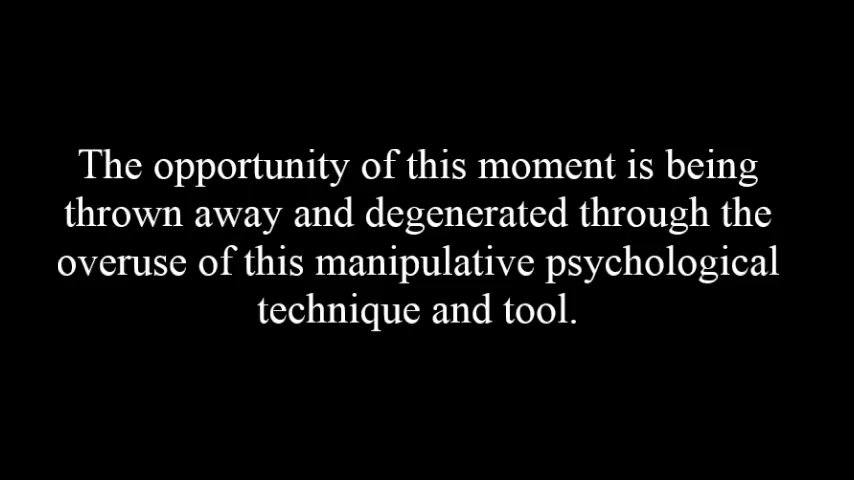 The opportunity of this moment is being
thrown away and degenerated through the
overuse of this manipulative psychological
technique and tool.